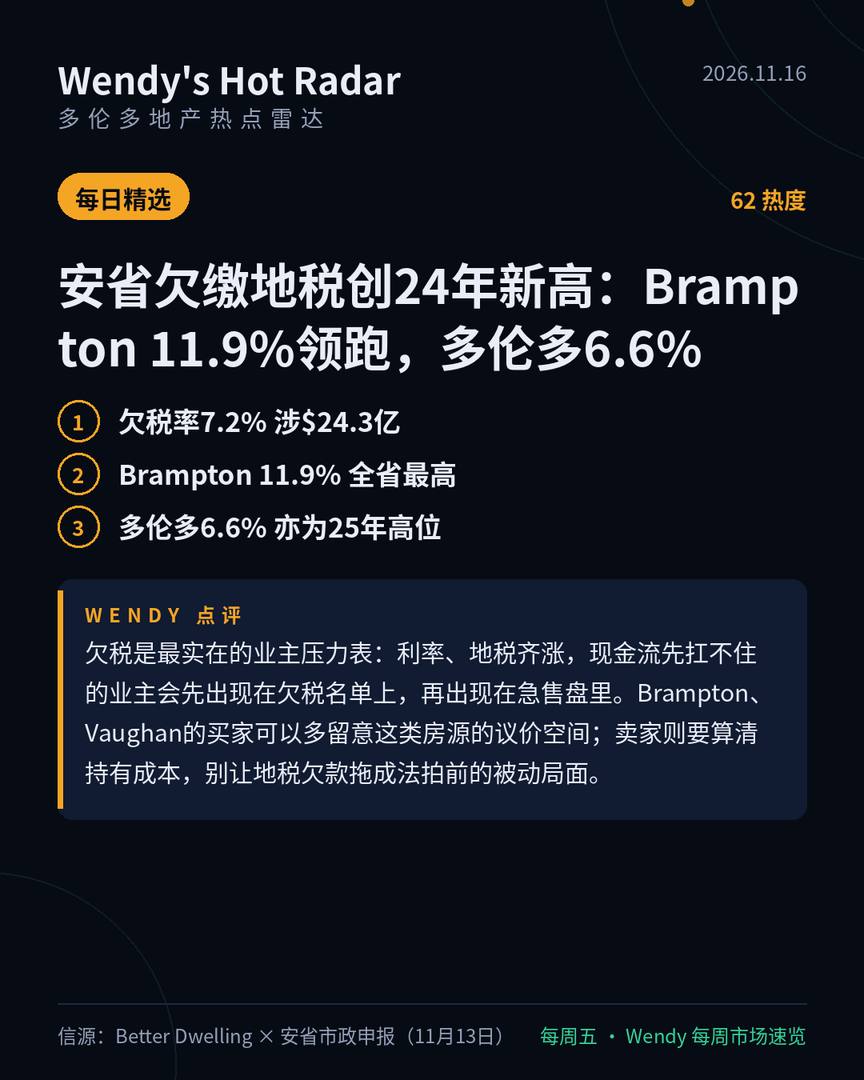 Wendy's Hot Radar
2026.11.16
多伦多地产热点雷达
每日精选
62 热度
安省欠缴地税创24年新高：Bramp
ton 11.9%领跑，多伦多6.6%
1 欠税率7.2% 涉$24.3亿
2 Brampton 11.9% 全省最高
3 多伦多6.6% 亦为25年高位
WENDY 点评
欠税是最实在的业主压力表：利率、地税齐涨，现金流先扛不住
的业主会先出现在欠税名单上，再出现在急售盘里。Brampton、
Vaughan的买家可以多留意这类房源的议价空间；卖家则要算清
持有成本，别让地税欠款拖成法拍前的被动局面。
信源：Better Dwelling × 安省市政申报（11月13日）
每周五 · Wendy 每周市场速览